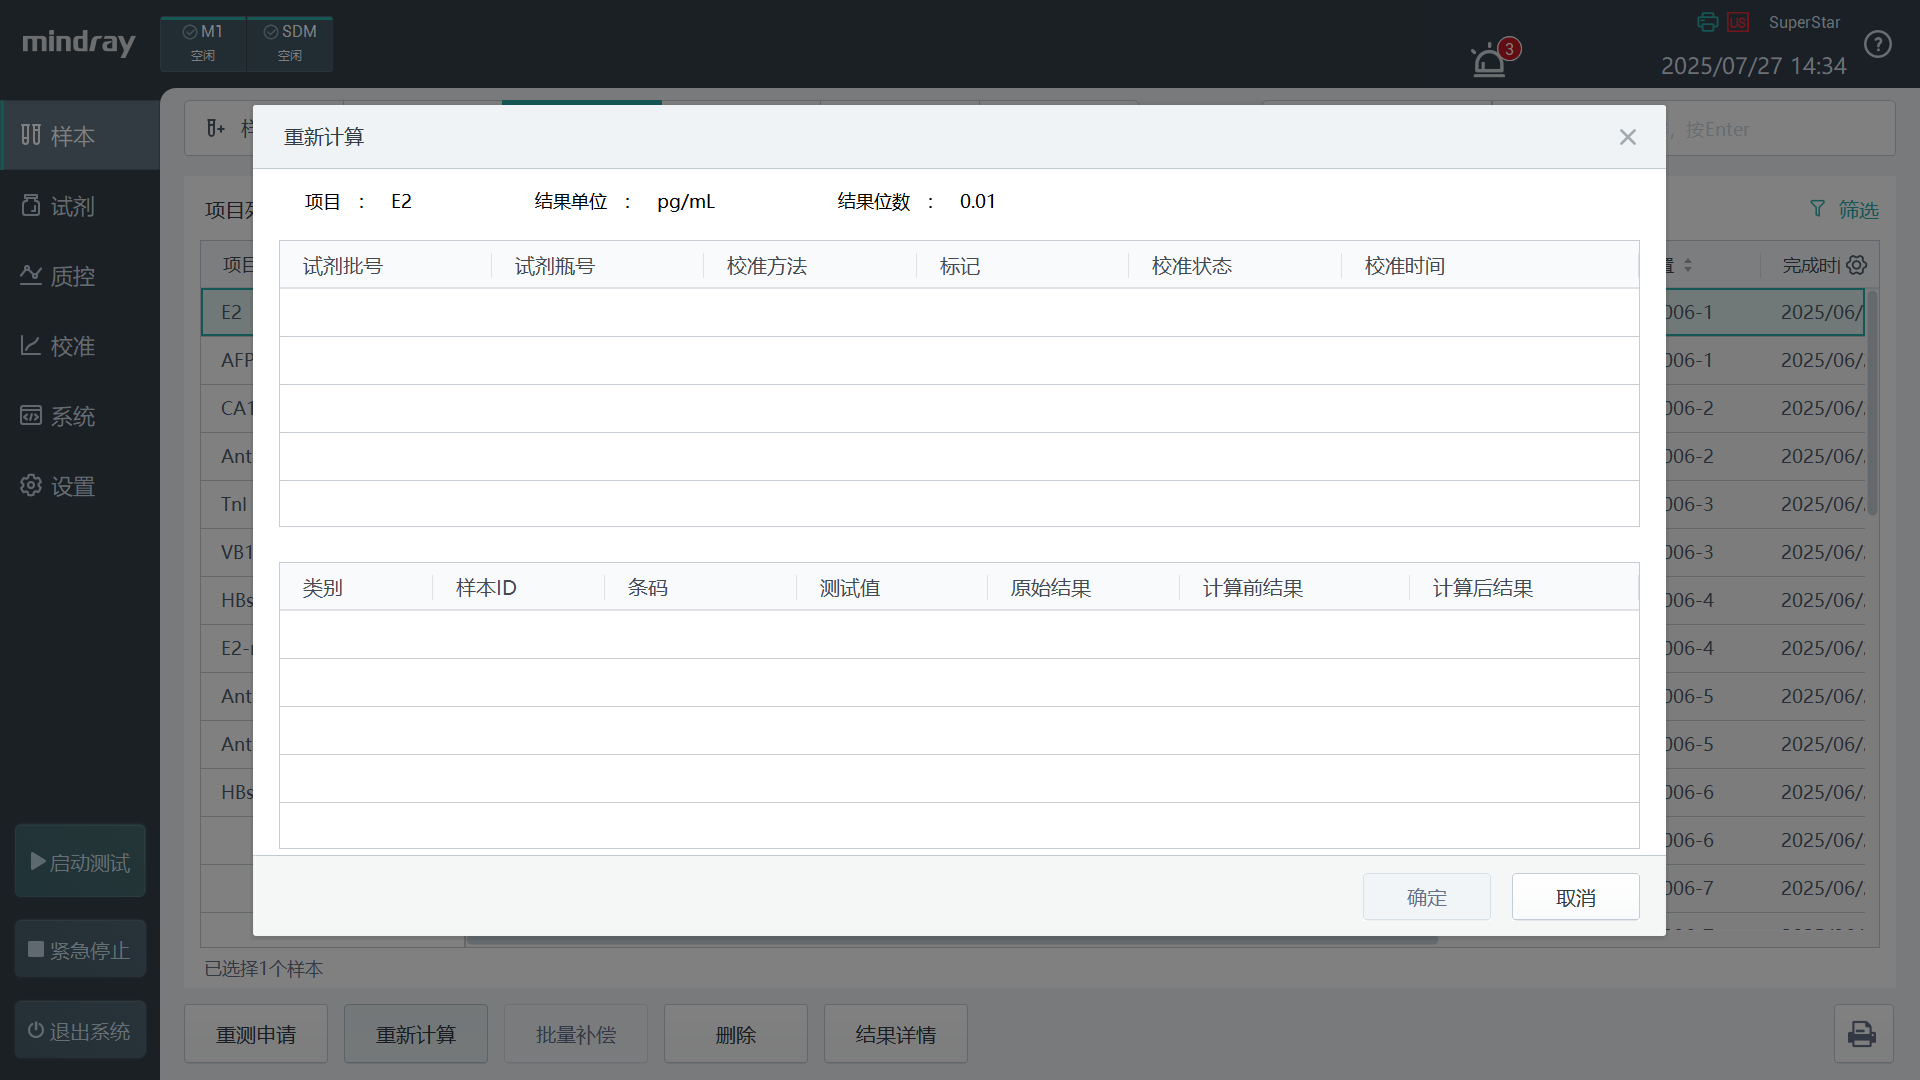 mindray
M1
空闲
SDM
空闲
3
LIS
SuperStar
2025/07/27 14:34
样本
试剂
质控
校准
系统
设置
启动测试
紧急停止
退出系统
按Enter
重新计算
项目 : E2 结果单位 : pg/mL 结果位数 : 0.01
试剂批号 试剂瓶号 校准方法 标记 校准状态 校准时间
类别 样本ID 条码 测试值 原始结果 计算前结果 计算后结果
确定 取消
筛选
项目
置 完成时
E2 006-1 2025/06/
AFP 006-1 2025/06/
CA1 006-2 2025/06/
Ant 006-2 2025/06/
TnI 006-3 2025/06/
VB1 006-3 2025/06/
HBs 006-4 2025/06/
E2- 006-4 2025/06/
Ant 006-5 2025/06/
Ant 006-5 2025/06/
HBs 006-6 2025/06/
006-6 2025/06/
006-7 2025/06/
已选择1个样本
重测申请 重新计算 批量补偿 删除 结果详情